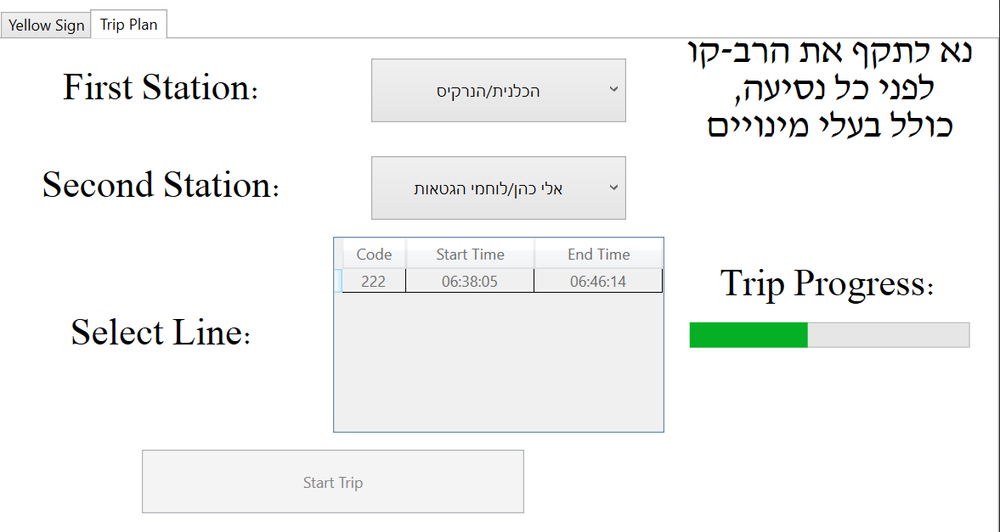 Yellow Sign
Trip Plan
First Station:
הכלנית/הנרקיס
נא לתקף את הרב-קו
לפני כל נסיעה,
כולל בעלי מינויים
Second Station:
אלי כהן/לוחמי הגטאות
Select Line:
Code Start Time End Time
222 06:38:05 06:46:14
Trip Progress:
Start Trip